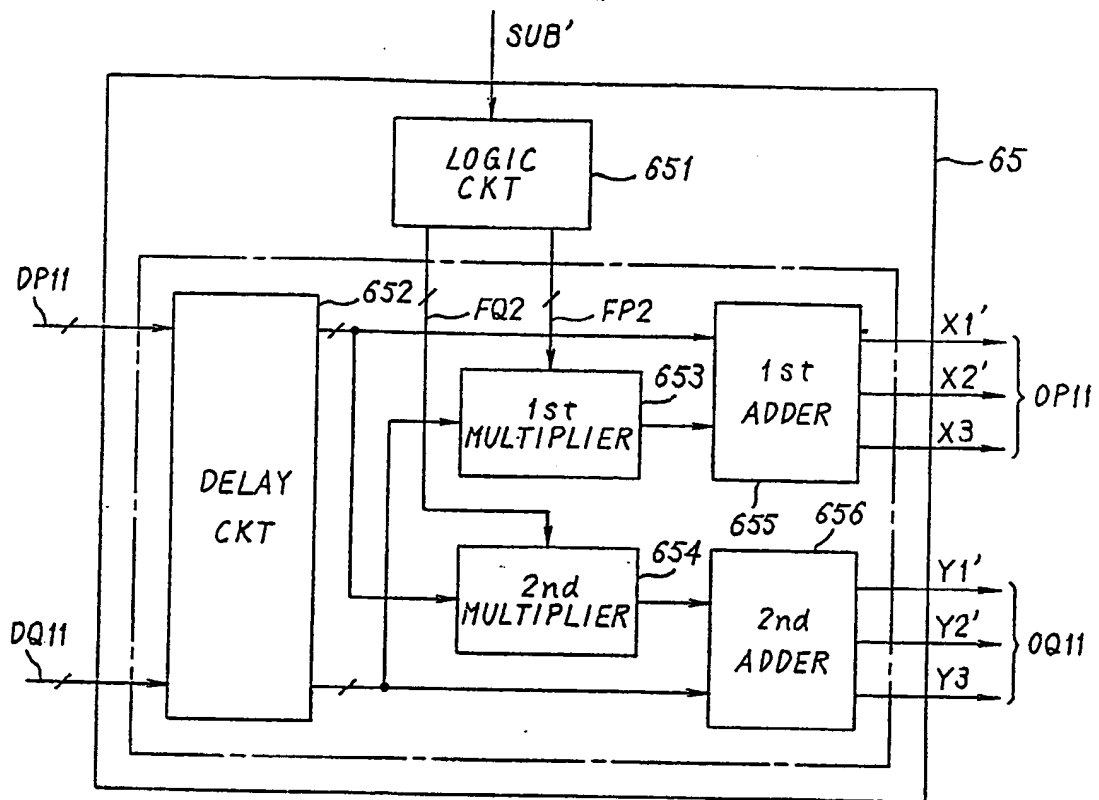 SUB'
LOGIC
CKT
651
65
DP11
652
FQ2
FP2
X1'
X2'
X3
OP11
1st
MULTIPLIER
653
1st
ADDER
655
DELAY
CKT
656
2nd
MULTIPLIER
654
2nd
ADDER
Y1'
Y2'
Y3
OQ11
DQ11